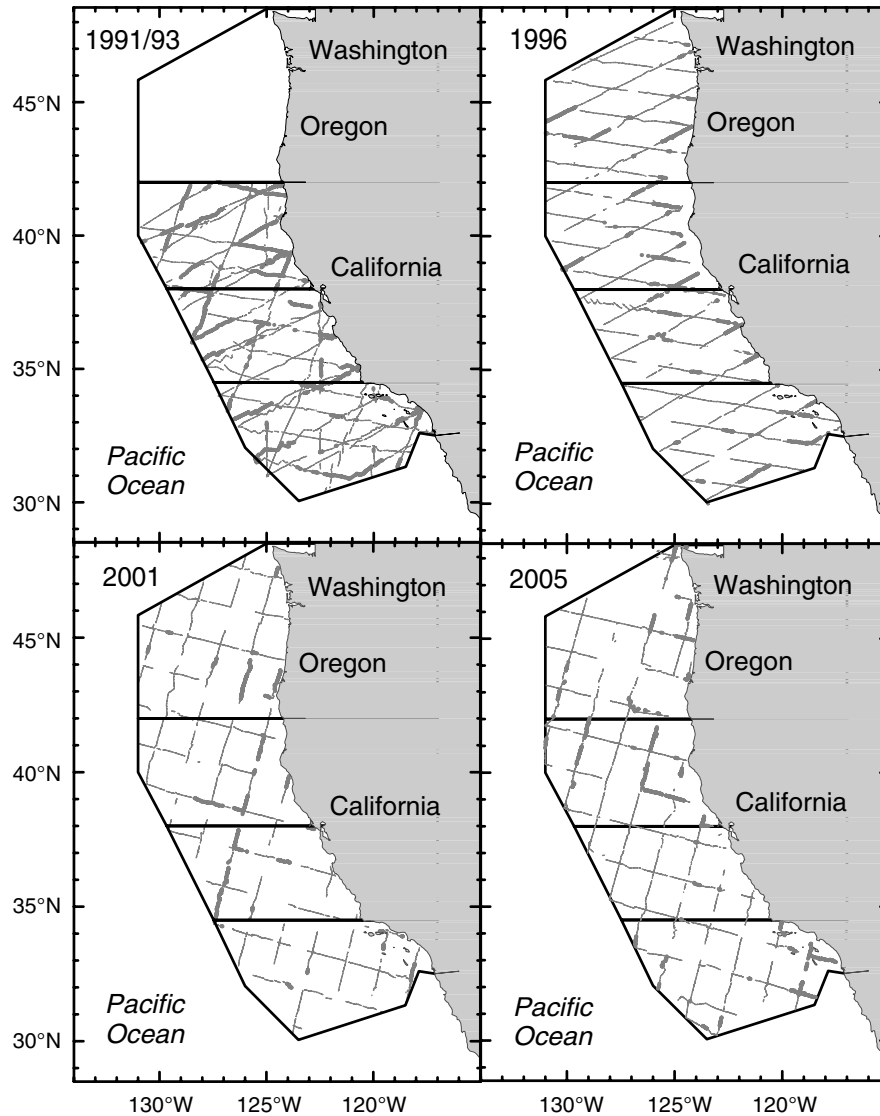 1991/93
Washington
Oregon
California
Pacific
Ocean
45°N
40°N
35°N
30°N
1996
Washington
Oregon
California
Pacific
Ocean
2001
Washington
Oregon
California
Pacific
Ocean
45°N
40°N
35°N
30°N
130°W 125°W 120°W
2005
Washington
Oregon
California
Pacific
Ocean
130°W 125°W 120°W